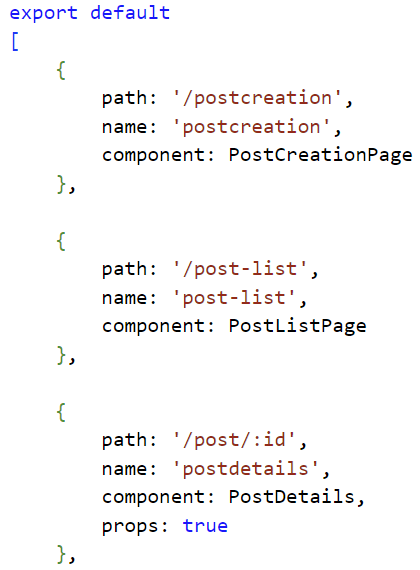 export default
[
    {
        path: '/postcreation',
        name: 'postcreation',
        component: PostCreationPage
    },

    {
        path: '/post-list',
        name: 'post-list',
        component: PostListPage
    },

    {
        path: '/post/:id',
        name: 'postdetails',
        component: PostDetails,
        props: true
    },